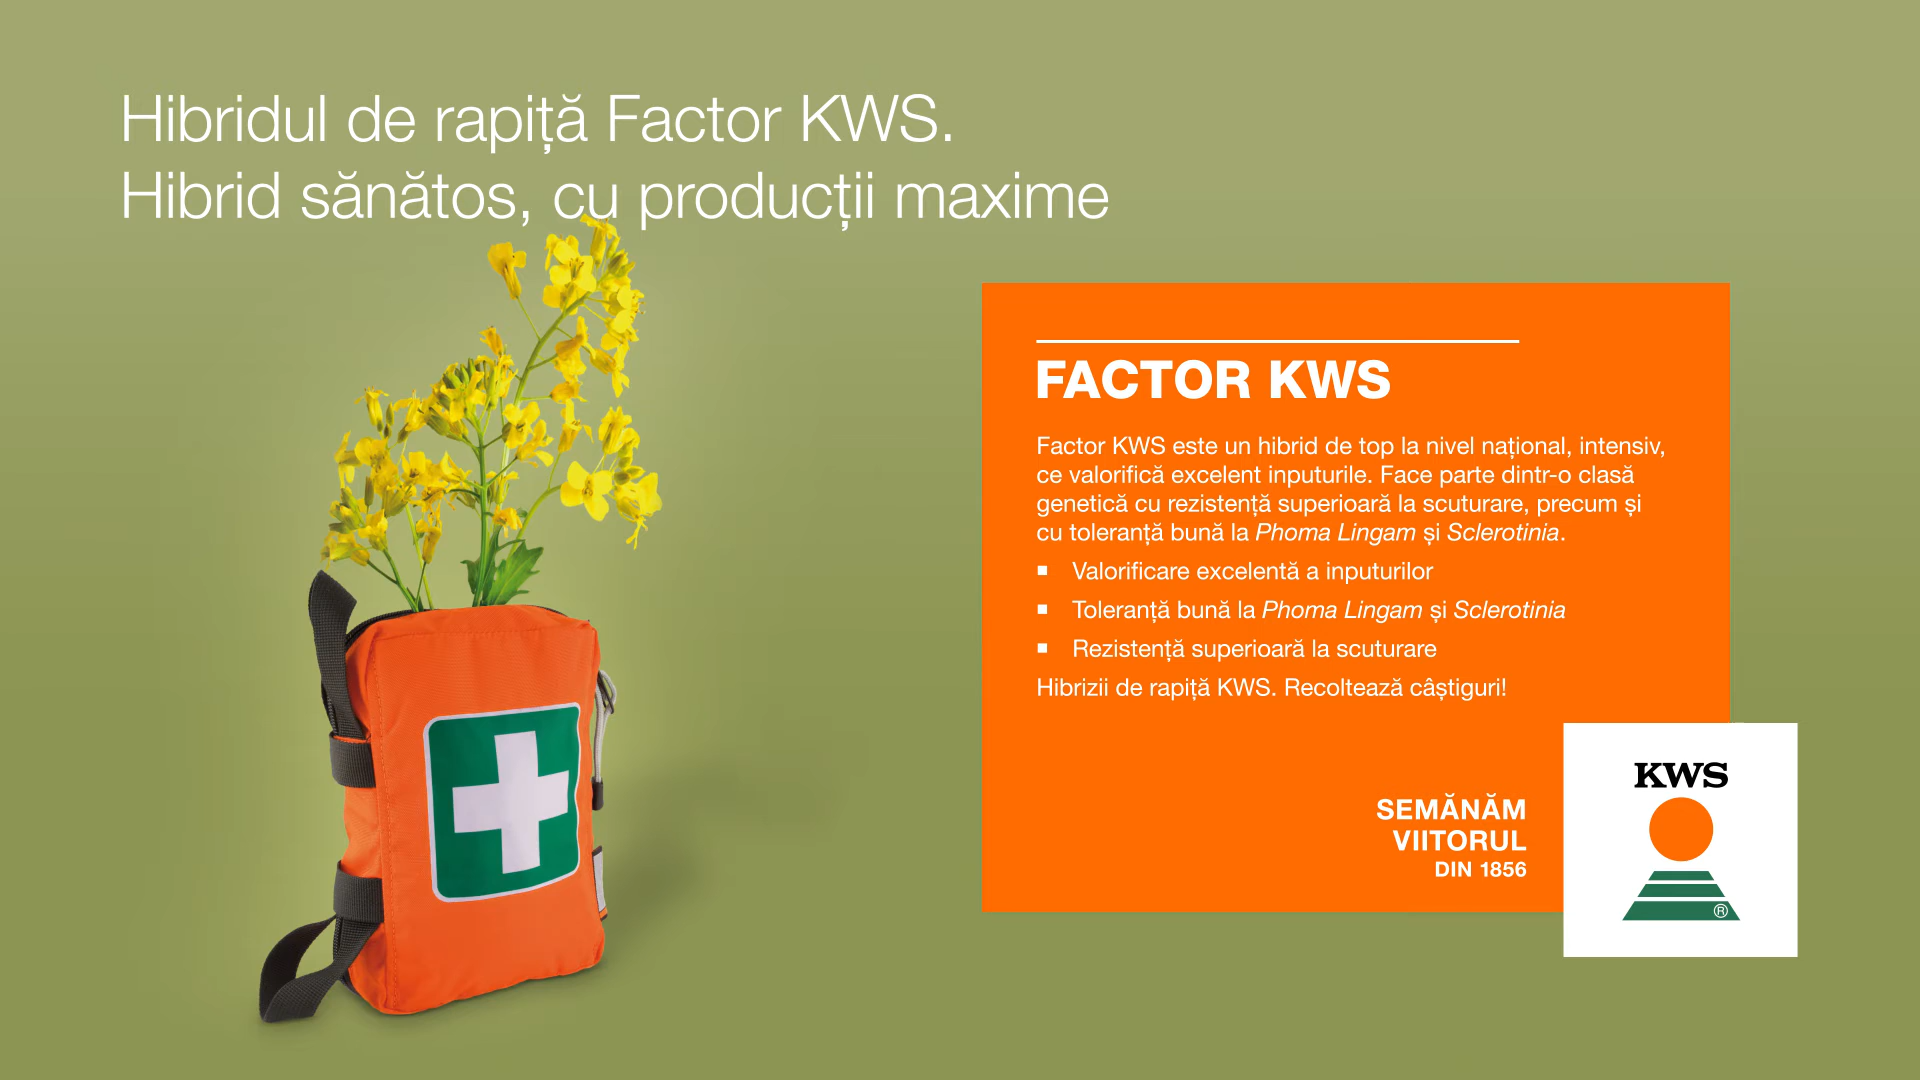 Hibridul de rapiță Factor KWS.
Hibrid sănătos, cu producții maxime
FACTOR KWS
Factor KWS este un hibrid de top la nivel național, intensiv,
ce valorifică excelent inputurile. Face parte dintr-o clasă
genetică cu rezistență superioară la scuturare, precum și
cu toleranță bună la Phoma Lingam și Sclerotinia.
▪ Valorificare excelentă a inputurilor
▪ Toleranță bună la Phoma Lingam și Sclerotinia
▪ Rezistență superioară la scuturare
Hibrizii de rapiță KWS. Recoltează câștiguri!
SEMĂNĂM
VIITORUL
DIN 1856
KWS
®